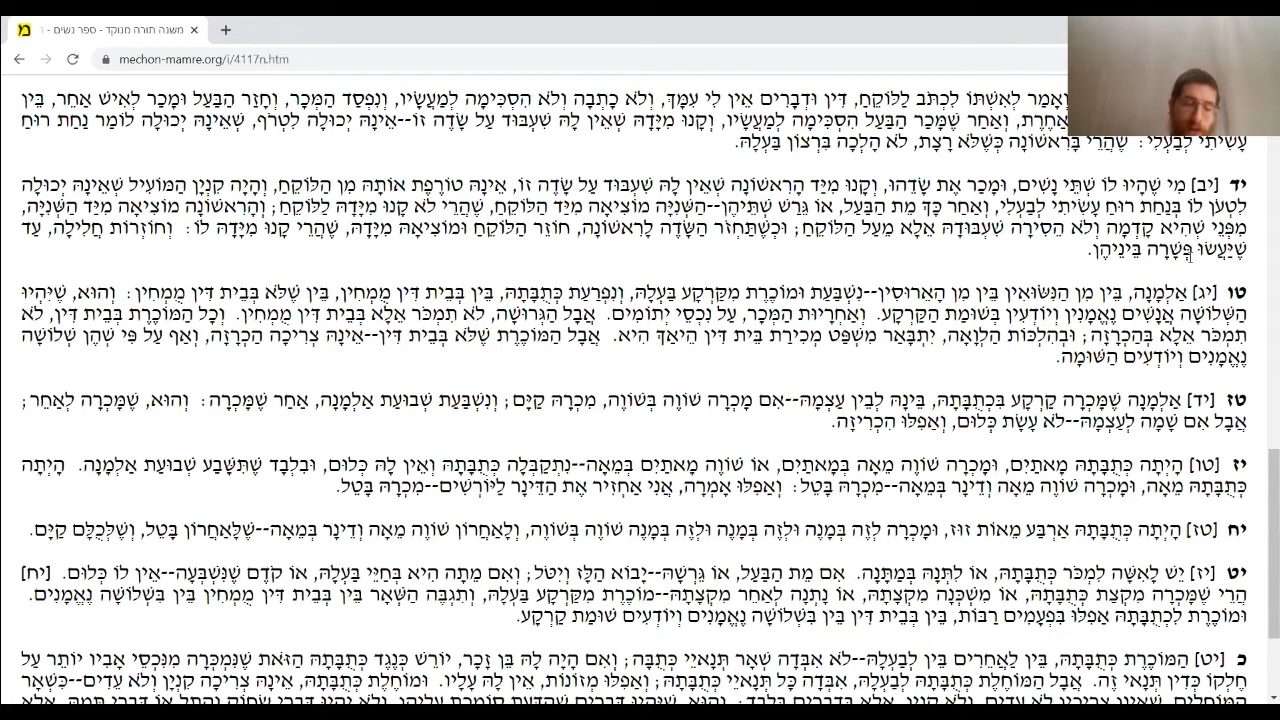 משנה תורה מנוקד - ספר נשים -
mechon-mamre.org/i/4117n.htm
וְאָמַר לְאִשְׁתּוֹ לִכְתֹּב לַלּוֹקֵחַ, דִּין וּדְבָרִים אֵין לִי עִמָּךְ, וְלֹא כָתְבָה וְלֹא הִסְכִּימָה לְמַעֲשָׂיו, וְנִפְסַד הַמֶּכֶר, וְחָזַר הַבַּעַל וּמָכַר לְאִישׁ אַחֵר, בֵּין
אַחֶרֶת, וְאַחַר שֶׁמָּכַר הַבַּעַל הִסְכִּימָה לְמַעֲשָׂיו, וְקָנוּ מִיָּדָהּ שְׁאֵין לָהּ שִׁעְבּוּד עַל שָׂדֶה זוֹ--אֵינָהּ יְכוּלָה לִטְרֹף, שְׁאֵינָהּ יְכוּלָה לוֹמַר נַחַת רוּחַ
עָשִׂיתִי לְבַעְלִי: שֶׁהֲרֵי בָּרִאשׁוֹנָה כְּשֶׁלֹּא רָצָת, לֹא הָלְכָה בִּרְצוֹן בַּעְלָהּ.
יד [יב] מִי שֶׁהָיוּ לוֹ שְׁתֵּי נָשִׁים, וּמָכַר אֶת שָׂדֵהוּ, וְקָנוּ מִיַּד הָרִאשׁוֹנָה שְׁאֵין לָהּ שִׁעְבּוּד עַל שָׂדֶה זוֹ, אֵינָהּ טוֹרֶפֶת אוֹתָהּ מִן הַלּוֹקֵחַ, וְהָיָה קִנְיָן הַמּוֹעִיל שְׁאֵינָהּ יְכוּלָה
לִטְעֹן לוֹ בְּנַחַת רוּחַ עָשִׂיתִי לְבַעְלִי, וְאַחַר כָּךְ מֵת הַבַּעַל, אוֹ גֵּרַשׁ שְׁתֵּיהֶן--הַשְּׁנִיָּה מוֹצִיאָה מִיַּד הַלּוֹקֵחַ, שֶׁהֲרֵי לֹא קָנוּ מִיָּדָהּ לַלּוֹקֵחַ; וְהָרִאשׁוֹנָה מוֹצִיאָה מִיַּד הַשְּׁנִיָּה,
מִפְּנֵי שֶׁהִיא קָדְמָה וְלֹא הֵסִירָה שִׁעְבּוּדָהּ אֵלָא מֵעַל הַלּוֹקֵחַ; וּכְשֶׁתַּחְזֹר הַשָּׂדֶה לָרִאשׁוֹנָה, חוֹזֵר הַלּוֹקֵחַ וּמוֹצִיאָהּ מִיָּדָהּ, שֶׁהֲרֵי קָנוּ מִיָּדָהּ לוֹ: וְחוֹזְרוֹת חֲלִילָה, עַד
שֶׁיַּעֲשׂוּ פְּשָׁרָה בֵּינֵיהֶן.
טו [יג] אַלְמָנָה, בֵּין מִן הַנִּשּׂוּאִין בֵּין מִן הָאֵרוּסִין--נִשְׁבַּעַת וּמוֹכֶרֶת מִקַּרְקַע בַּעְלָהּ, וְנִפְרַעַת כְּתֻבָּתָהּ, בֵּין בְּבֵית דִּין מֻמְחִין, בֵּין שֶׁלֹּא בְּבֵית דִּין מֻמְחִין: וְהוּא, שֶׁיִּהְיוּ
הַשְּׁלוֹשָׁה אֲנָשִׁים נֶאֱמָנִין וְיוֹדְעִין בְּשׁוּמַת הַקַּרְקַע. וְאַחְרָיוּת הַמֶּכֶר, עַל נִכְסֵי יְתוֹמִים. אֲבָל הַגְּרוּשָׁה, לֹא תִמְכֹּר אֵלָא בְּבֵית דִּין מֻמְחִין. וְכָל הַמּוֹכֶרֶת בְּבֵית דִּין, לֹא
תִמְכֹּר אֵלָא בְּהַכְרָזָה; וּבְהִלְכּוֹת הַלְוָאָה, יִתְבָּאַר מִשְׁפַּט מְכִירַת בֵּית דִּין הֵיאַךְ הִיא. אֲבָל הַמּוֹכֶרֶת שֶׁלֹּא בְּבֵית דִּין--אֵינָהּ צְרִיכָה הַכְרָזָה, וְאַף עַל פִּי שְׁהֶן שְׁלוֹשָׁה
נֶאֱמָנִים וְיוֹדְעִים הַשּׁוּמָה.
טז [יד] אַלְמָנָה שֶׁמָּכְרָה קַרְקַע בִּכְתֻבָּתָהּ, בֵּינָהּ לְבֵין עַצְמָהּ--אִם מָכְרָה שׁוֹוֶה בְּשׁוֹוֶה, מִכְרָהּ קַיָּם; וְנִשְׁבַּעַת שְׁבוּעַת אַלְמָנָה, אַחַר שֶׁמָּכְרָה: וְהוּא, שֶׁמָּכְרָה לְאַחֵר;
אֲבָל אִם שָׁמָה לְעַצְמָהּ--לֹא עָשָׂת כְּלוּם, וַאֲפִלּוּ הִכְרִיזָה.
יז [טו] הָיְתָה כְּתֻבָּתָהּ מָאתַיִם, וּמָכְרָה שׁוֹוֶה מֵאָה בְּמָאתַיִם, אוֹ שׁוֹוֶה מָאתַיִם בְּמֵאָה--נִתְקַבְּלָה כְּתֻבָּתָהּ וְאֵין לָהּ כְּלוּם, וּבִלְבָד שֶׁתִּשָּׁבַע שְׁבוּעַת אַלְמָנָה. הָיְתָה
כְּתֻבָּתָהּ מֵאָה, וּמָכְרָה שׁוֹוֶה מֵאָה וְדֵינָר בְּמֵאָה--מִכְרָהּ בָּטֵל: וַאֲפִלּוּ אָמְרָה, אֲנִי אַחְזִיר אֶת הַדֵּינָר לַיּוֹרְשִׁים--מִכְרָהּ בָּטֵל.
יח [טז] הָיְתָה כְּתֻבָּתָהּ אַרְבַּע מֵאוֹת זוּז, וּמָכְרָה לְזֶה בְּמָנֶה וּלְזֶה בְּמָנֶה וּלְזֶה בְּמָנֶה שׁוֹוֶה בְּשׁוֹוֶה, וְלָאַחֲרוֹן שׁוֹוֶה מֵאָה וְדֵינָר בְּמֵאָה--שֶׁלָּאַחֲרוֹן בָּטֵל, וְשֶׁלְּכֻלָּם קַיָּם.
יט [יז] יֵשׁ לָאִשָּׁה לִמְכֹּר כְּתֻבָּתָהּ, אוֹ לִתְּנָהּ בְּמַתָּנָה. אִם מֵת הַבַּעַל, אוֹ גֵּרְשָׁהּ--יָבוֹא הַלָּז וְיִטֹּל; וְאִם מֵתָה הִיא בְּחַיֵּי בַּעְלָהּ, אוֹ קֹדֶם שֶׁנִּשְׁבְּעָה--אֵין לוֹ כְּלוּם. [יח]
הֲרֵי שֶׁמָּכְרָה מִקְצָת כְּתֻבָּתָהּ, אוֹ מִשְׁכְּנָה מִקְצָתָהּ, אוֹ נָתְנָה לְאַחֵר מִקְצָתָהּ--מוֹכֶרֶת מִקַּרְקַע בַּעְלָהּ, וְתִגְבֶּה הַשְּׁאָר בֵּין בְּבֵית דִּין מֻמְחִין בֵּין בִּשְׁלוֹשָׁה נֶאֱמָנִים.
וּמוֹכֶרֶת לִכְתֻבָּתָהּ אַפִלּוּ בִּפְעָמִים רַבּוֹת, בֵּין בְּבֵית דִּין בֵּין בִּשְׁלוֹשָׁה נֶאֱמָנִים וְיוֹדְעִים שׁוּמַת קַרְקָע.
כ [יט] הַמּוֹכֶרֶת כְּתֻבָּתָהּ, בֵּין לַאֲחֵרִים בֵּין לְבַעְלָהּ--לֹא אִבְּדָה שְׁאָר תְּנָאֵי כְּתֻבָּה; וְאִם הָיָה לָהּ בֵּן זָכָר, יוֹרֵשׁ כְּנֶגֶד כְּתֻבָּתָהּ הַזֹּאת שֶׁנִּמְכְּרָה מִנִּכְסֵי אָבִיו יוֹתֵר עַל
חֶלְקוֹ כְּדִין תְּנָאי זֶה. אֲבָל הַמּוֹחֶלֶת כְּתֻבָּתָהּ לְבַעְלָהּ, אִבְּדָה כָּל תְּנָאֵי כְּתֻבָּתָהּ; וַאֲפִלּוּ מְזוֹנוֹת, אֵין לָהּ עָלָיו. וּמוֹחֶלֶת כְּתֻבָּתָהּ, אֵינָהּ צְרִיכָה קִנְיָן וְלֹא עֵדִים--כִּשְׁאָר